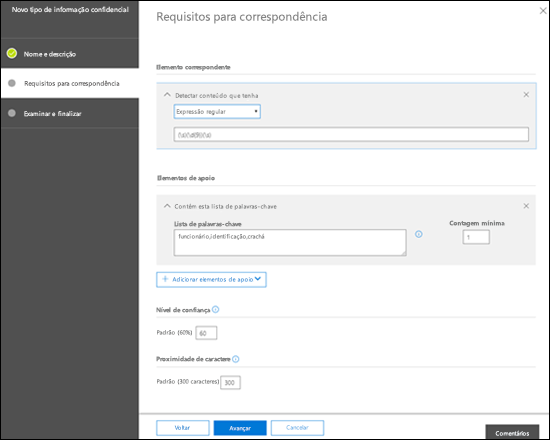 Novo tipo de informação confidencial
Requisitos para correspondência
Nome e descrição
Requisitos para correspondência
Examinar e finalizar
Elemento correspondente
Detectar conteúdo que tenha
Expressão regular
Elementos de apoio
Contém esta lista de palavras-chave
Lista de palavras-chave
Contagem mínima
funcionário,identificação,crachá
1
Adicionar elementos de apoio
Nível de confiança
Padrão (60%) 60
Proximidade de caractere
Padrão (300 caracteres) 300
Voltar
Avançar
Cancelar
Comentários